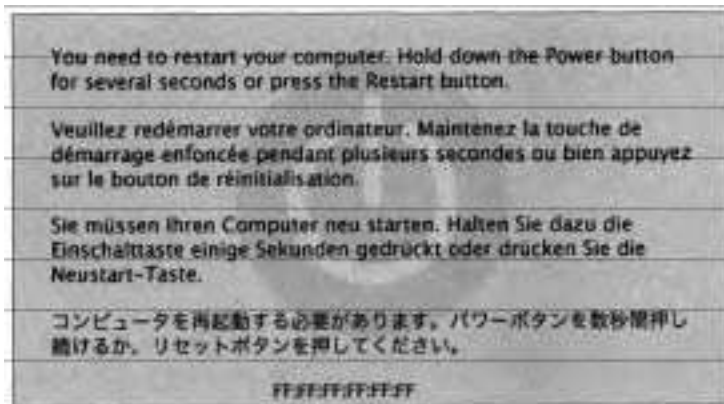 You need to restart your computer. Hold down the Power button
for several seconds or press the Restart button.
Veuillez redémarrer votre ordinateur. Maintenez la touche de
démarrage enfoncée pendant plusieurs secondes ou bien appuyez
sur le bouton de réinitialisation.
Sie müssen Ihren Computer neu starten. Halten Sie dazu die
Einschalttaste einige Sekunden gedrückt oder drücken Sie die
Neustart-Taste.
コンピュータを再起動する必要があります。パワーボタンを数秒間押し
続けるか、リセットボタンを押してください。
FF:FF:FF:FF:FF:FF